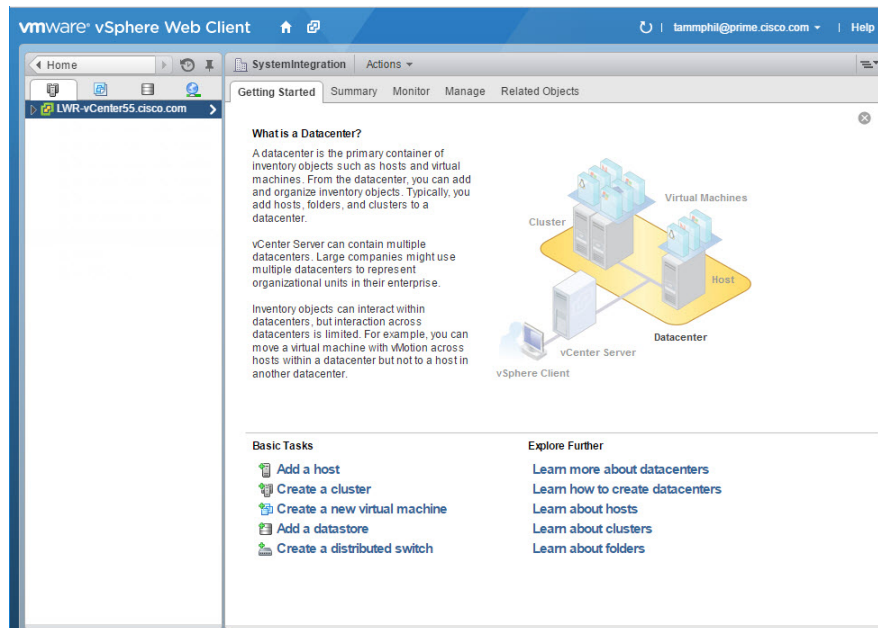 vmware® vSphere Web Client
tammphil@prime.cisco.com
Help
Home
SystemIntegration
Actions
LWR-vCenter55.cisco.com
Getting Started Summary Monitor Manage Related Objects
What is a Datacenter?
A datacenter is the primary container of
inventory objects such as hosts and virtual
machines. From the datacenter, you can add
and organize inventory objects. Typically, you
add hosts, folders, and clusters to a
datacenter.
vCenter Server can contain multiple
datacenters. Large companies might use
multiple datacenters to represent
organizational units in their enterprise.
Inventory objects can interact within
datacenters, but interaction across
datacenters is limited. For example, you can
move a virtual machine with vMotion across
hosts within a datacenter but not to a host in
another datacenter.
Virtual Machines
Cluster
Host
Datacenter
vCenter Server
vSphere Client
Basic Tasks
Add a host
Create a cluster
Create a new virtual machine
Add a datastore
Create a distributed switch
Explore Further
Learn more about datacenters
Learn how to create datacenters
Learn about hosts
Learn about clusters
Learn about folders